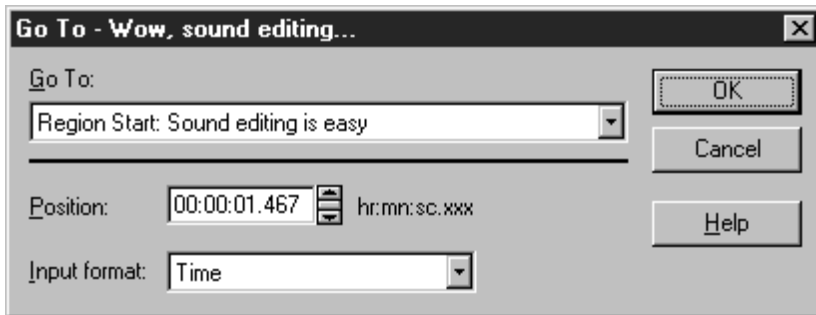 Go To - Wow, sound editing...
Go To:
OK
Region Start: Sound editing is easy
Cancel
Position: 00:00:01.467 hr:mn:sc.xxx
Help
Input format: Time